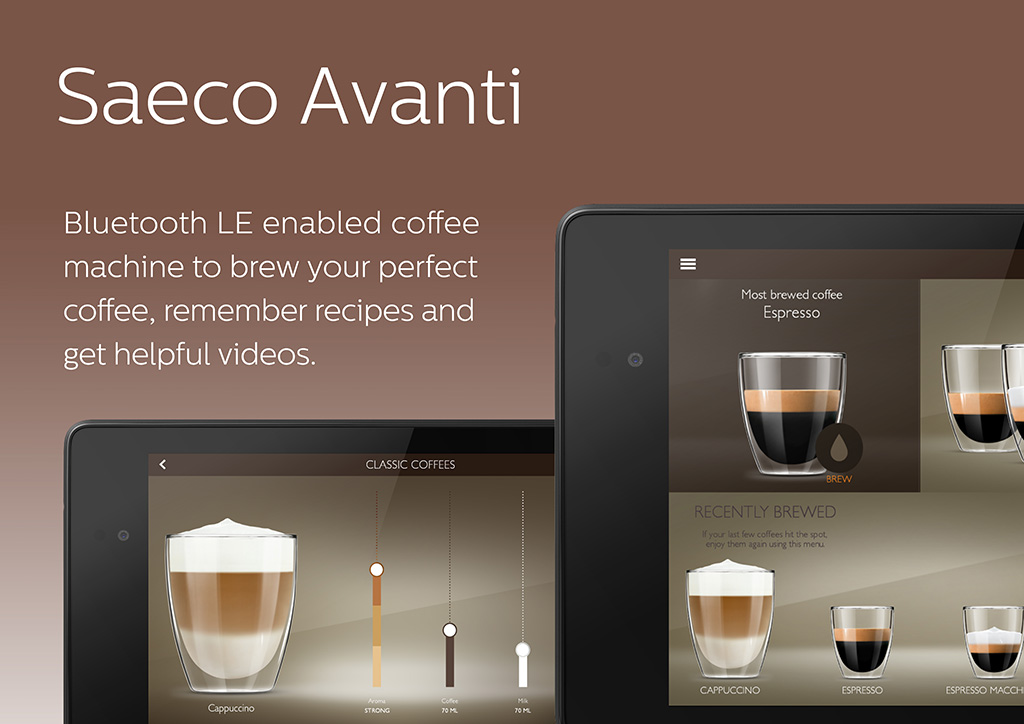 Saeco Avanti
Bluetooth LE enabled coffee
machine to brew your perfect
coffee, remember recipes and
get helpful videos.
CLASSIC COFFEES
Cappuccino
Aroma
STRONG
Coffee
70 ML
Milk
70 ML
Most brewed coffee
Espresso
BREW
RECENTLY BREWED
If your last few coffees hit the spot,
enjoy them again using this menu.
CAPPUCCINO
ESPRESSO
ESPRESSO MACCH